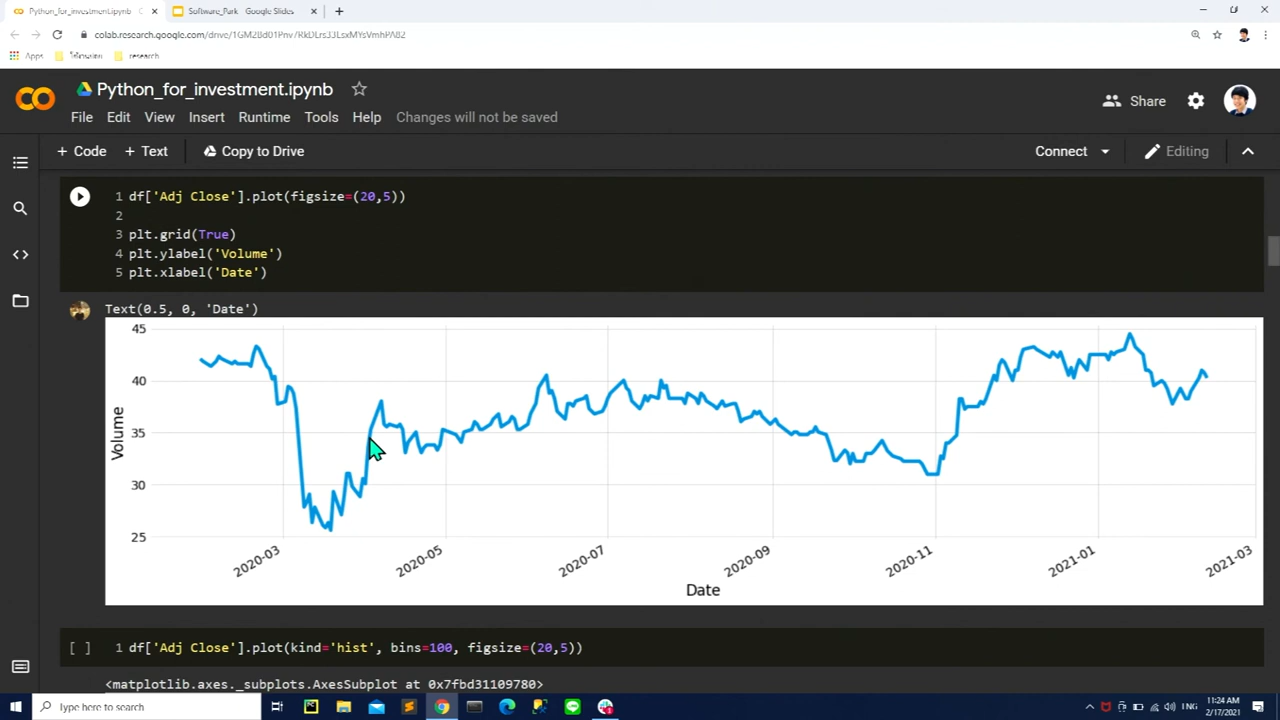 Python_for_investment.ipynb
Software_Park - Google Slides
Apps
research
Python_for_investment.ipynb
Share
File Edit View Insert Runtime Tools Help Changes will not be saved
+ Code + Text Copy to Drive Connect Editing
1 df['Adj Close'].plot(figsize=(20,5))
2
3 plt.grid(True)
4 plt.ylabel('Volume')
5 plt.xlabel('Date')
Text(0.5, 0, 'Date')
45
40
35
30
25
Volume
2020-03 2020-05 2020-07 2020-09 2020-11 2021-01 2021-03
Date
[ ] 1 df['Adj Close'].plot(kind='hist', bins=100, figsize=(20,5))
<matplotlib.axes._subplots.AxesSubplot at 0x7fbd31109780>
Type here to search
ENG
11:24 AM
2/17/2021